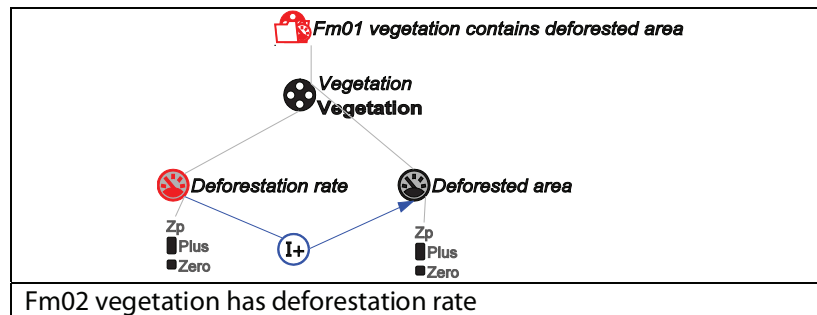 Fm01 vegetation contains deforested area
Vegetation
Vegetation
Deforestation rate
Deforested area
Zp
Plus
Zero
I+
Zp
Plus
Zero
Fm02 vegetation has deforestation rate